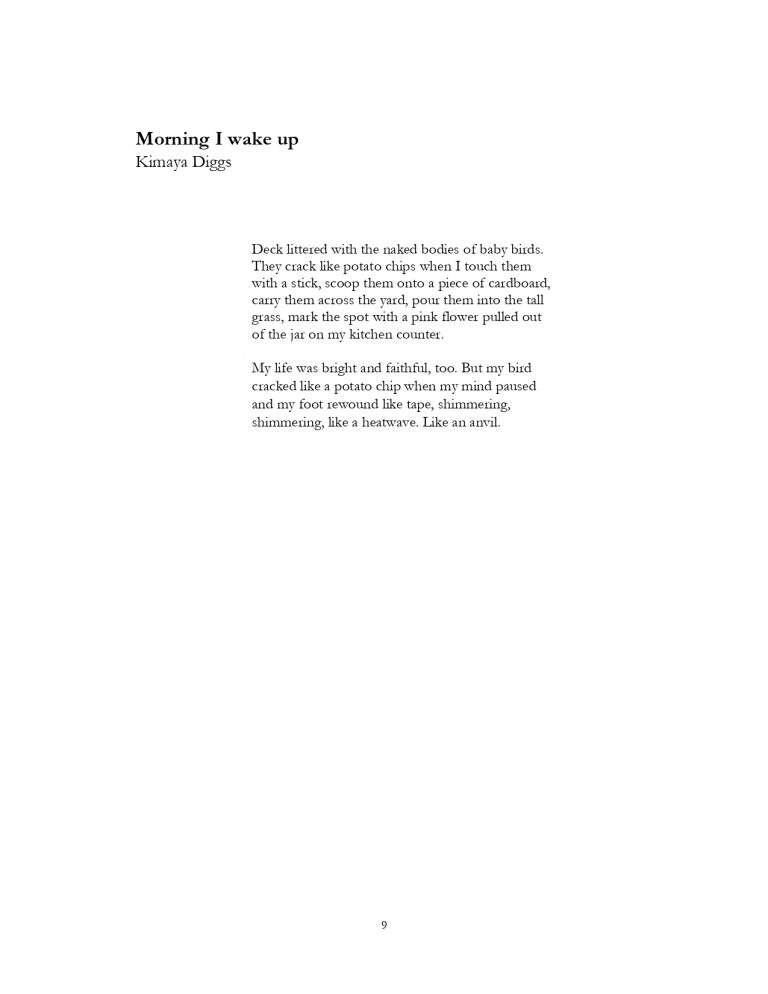 Morning I wake up
Kimaya Diggs
Deck littered with the naked bodies of baby birds.
They crack like potato chips when I touch them
with a stick, scoop them onto a piece of cardboard,
carry them across the yard, pour them into the tall
grass, mark the spot with a pink flower pulled out
of the jar on my kitchen counter.
My life was bright and faithful, too. But my bird
cracked like a potato chip when my mind paused
and my foot rewound like tape, shimmering,
shimmering, like a heatwave. Like an anvil.
9